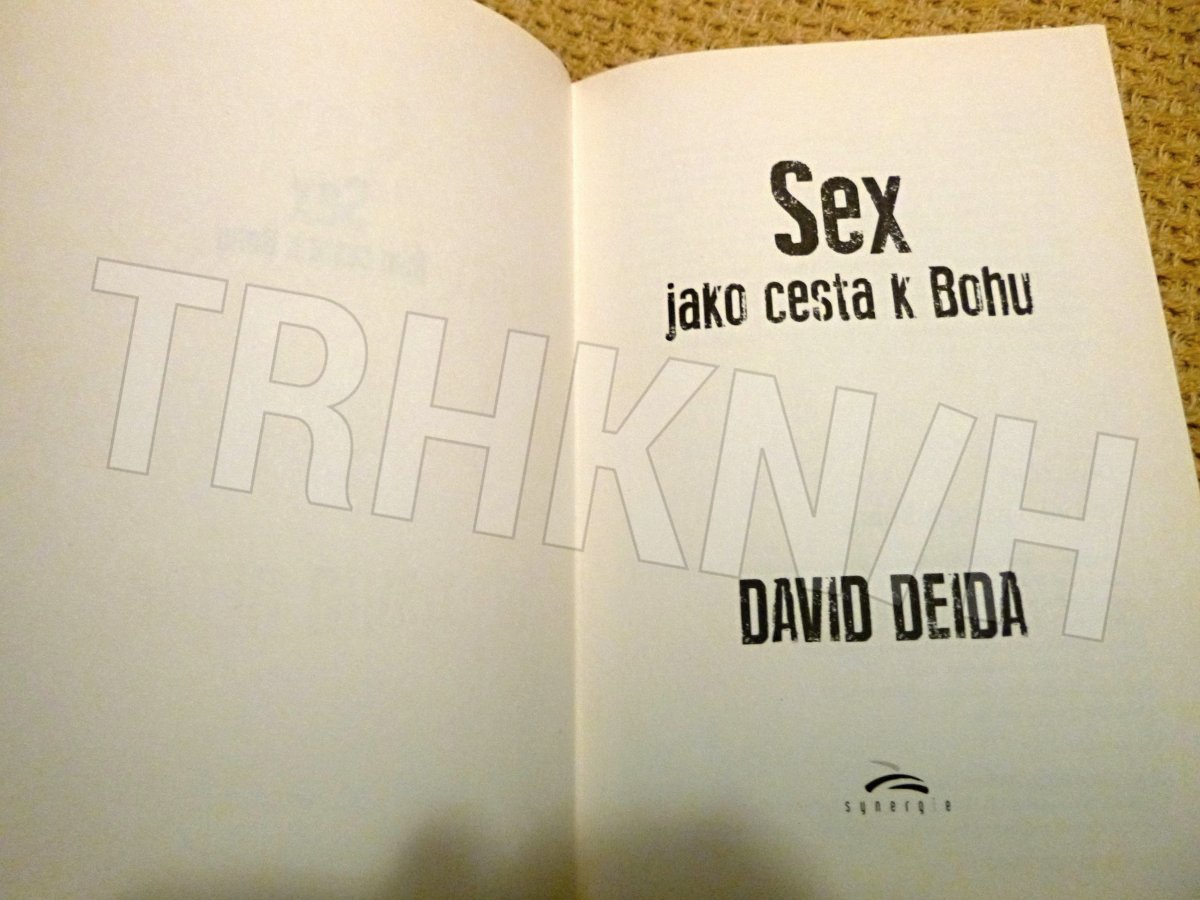 Sex
jako cesta k Bohu
TRHKNIH
DAVID DEIDA
synergie